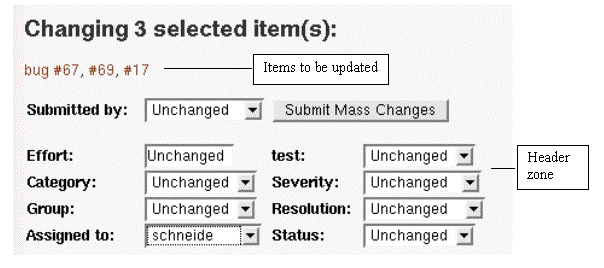 Changing 3 selected item(s):
bug #67, #69, #17
Items to be updated
Submitted by: Unchanged Submit Mass Changes
Effort: Unchanged test: Unchanged
Category: Unchanged Severity: Unchanged
Group: Unchanged Resolution: Unchanged
Assigned to: schneide Status: Unchanged
Header
zone